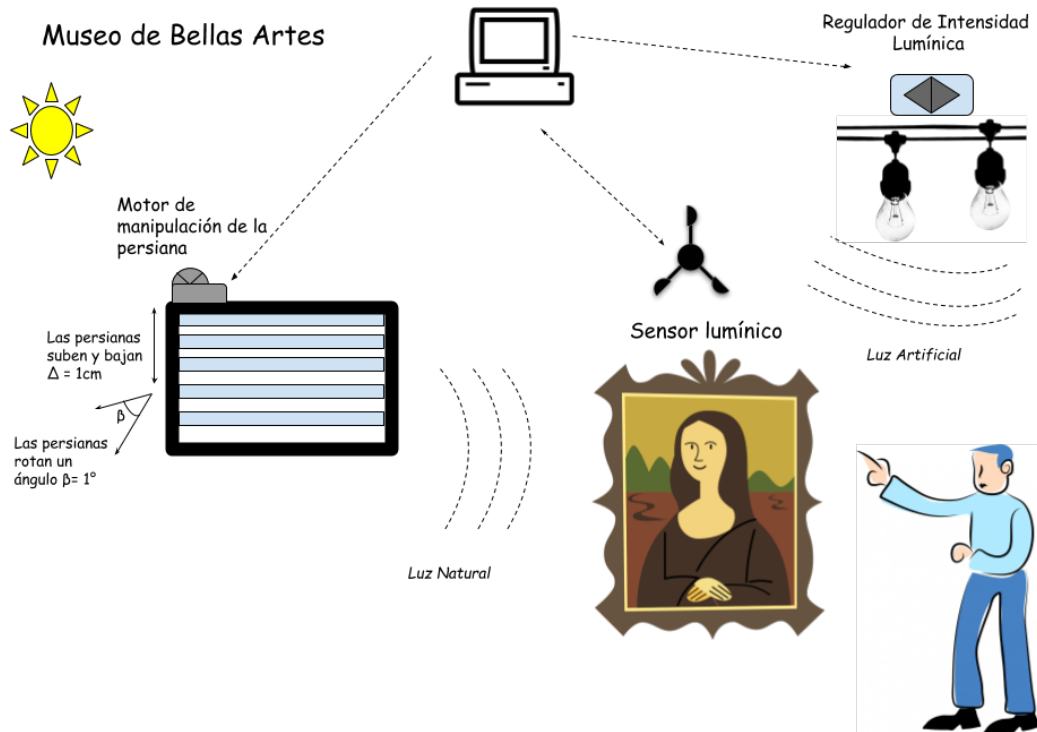 Museo de Bellas Artes
Regulador de Intensidad
Lumínica
Motor de
manipulación de la
persiana
Las persianas
suben y bajan
Δ = 1cm
β
Las persianas
rotan un
ángulo β= 1°
Sensor lumínico
Luz Artificial
Luz Natural